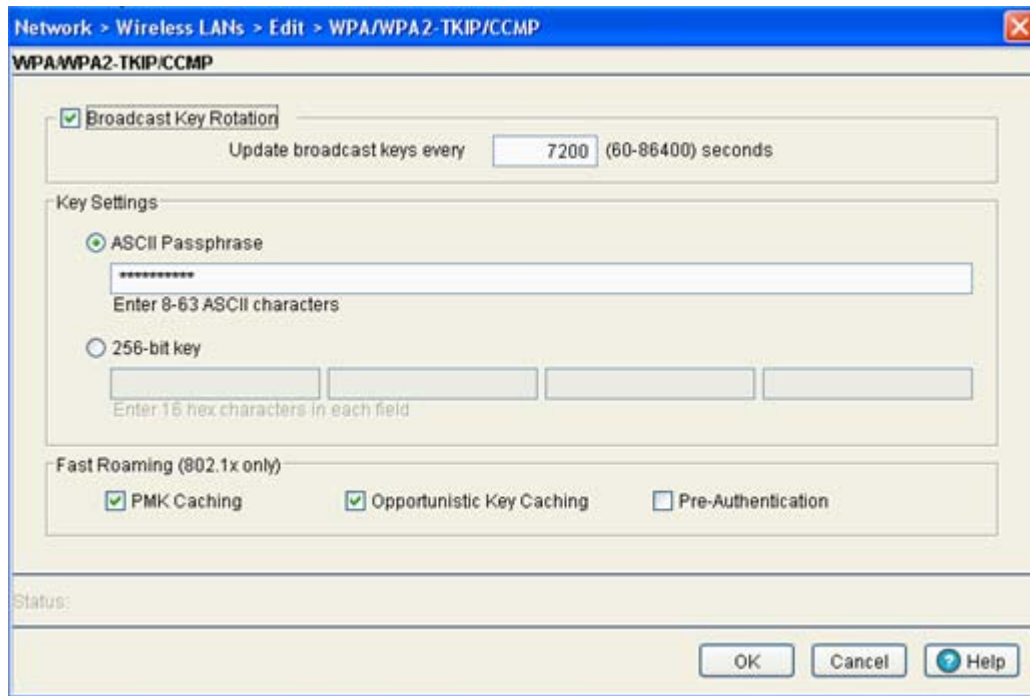 Network > Wireless LANs > Edit > WPA/WPA2-TKIP/CCMP
WPA/WPA2-TKIP/CCMP
Broadcast Key Rotation
Update broadcast keys every 7200 (60-86400) seconds
Key Settings
ASCII Passphrase
**********
Enter 8-63 ASCII characters
256-bit key
Enter 16 hex characters in each field
Fast Roaming (802.1x only)
PMK Caching Opportunistic Key Caching Pre-Authentication
Status:
OK Cancel ? Help